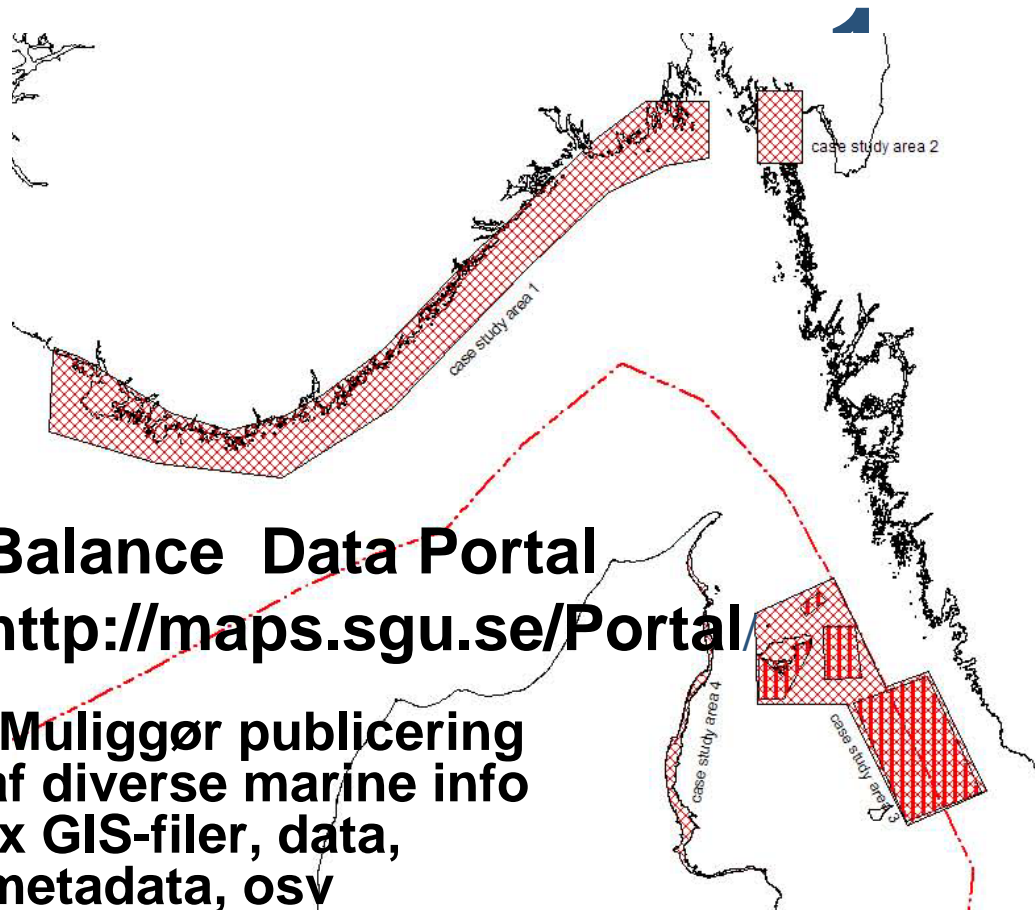 case study area 2
case study area 1
Balance Data Portal
http://maps.sgu.se/Portal/
Muliggør publicering
af diverse marine info
x GIS-filer, data,
metadata, osv
case study area 4
case study area 3